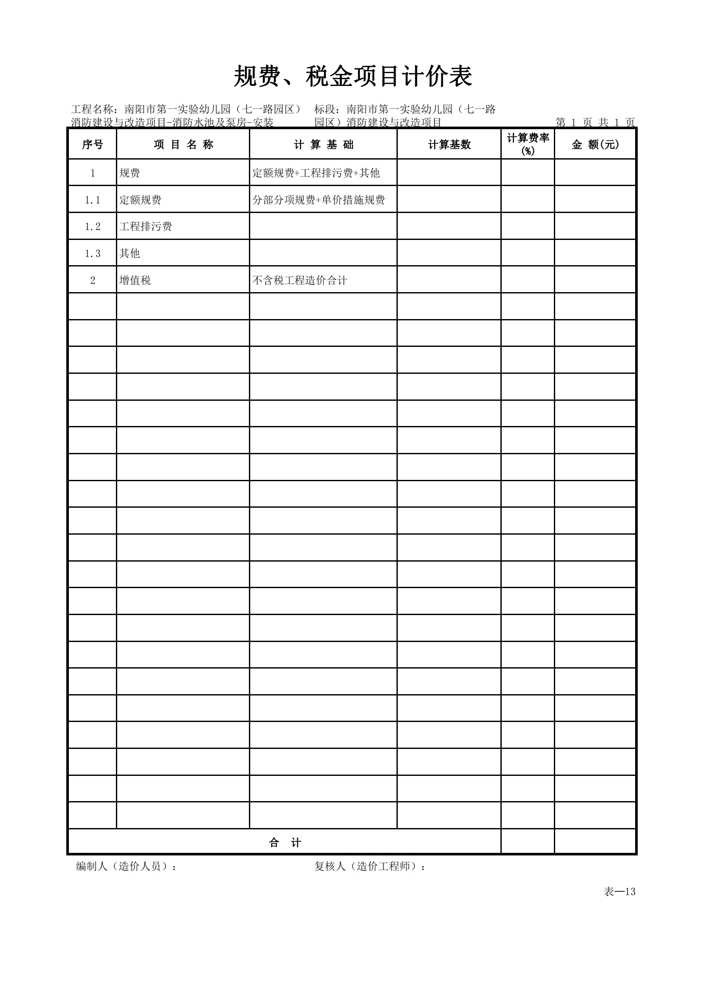 规费、税金项目计价表
工程名称：南阳市第一实验幼儿园（七一路园区）
消防建设与改造项目-消防水池及泵房-安装
标段：南阳市第一实验幼儿园（七一路
园区）消防建设与改造项目
第 1 页 共 1 页
序号 项 目 名 称 计 算 基 础 计算基数 计算费率(%) 金 额(元)
1 规费 定额规费+工程排污费+其他
1.1 定额规费 分部分项规费+单价措施规费
1.2 工程排污费
1.3 其他
2 增值税 不含税工程造价合计
合 计
编制人（造价人员）： 复核人（造价工程师）：
表—13